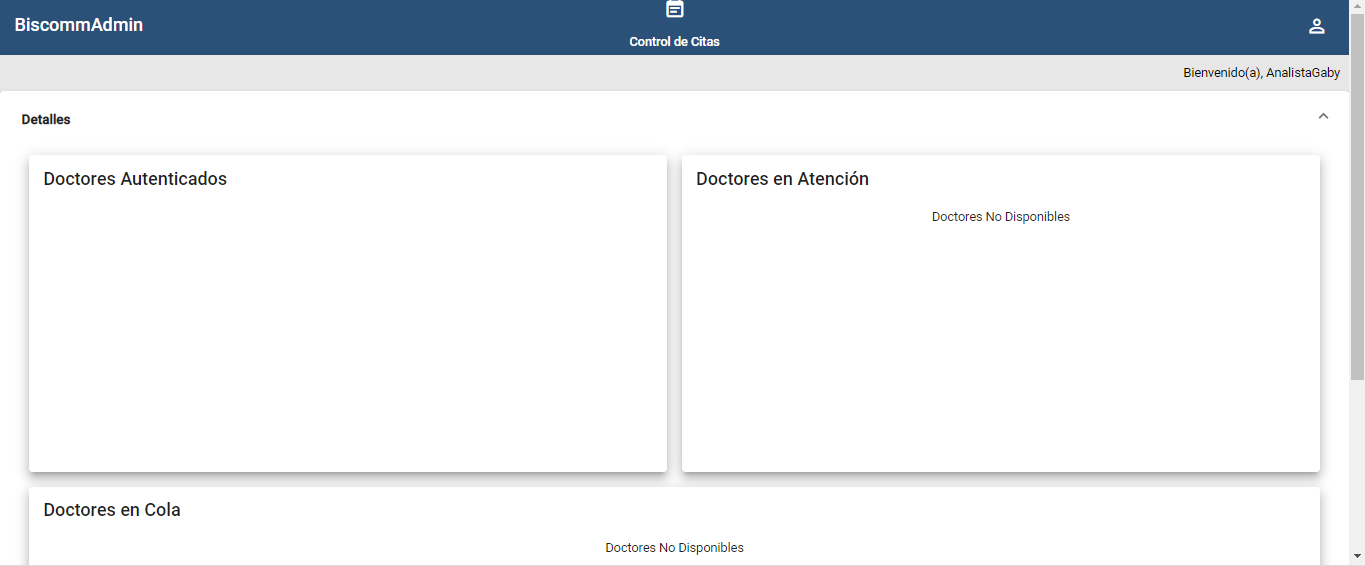 BiscommAdmin
Control de Citas
Bienvenido(a), AnalistaGaby
Detalles
Doctores Autenticados
Doctores en Atención
Doctores No Disponibles
Doctores en Cola
Doctores No Disponibles